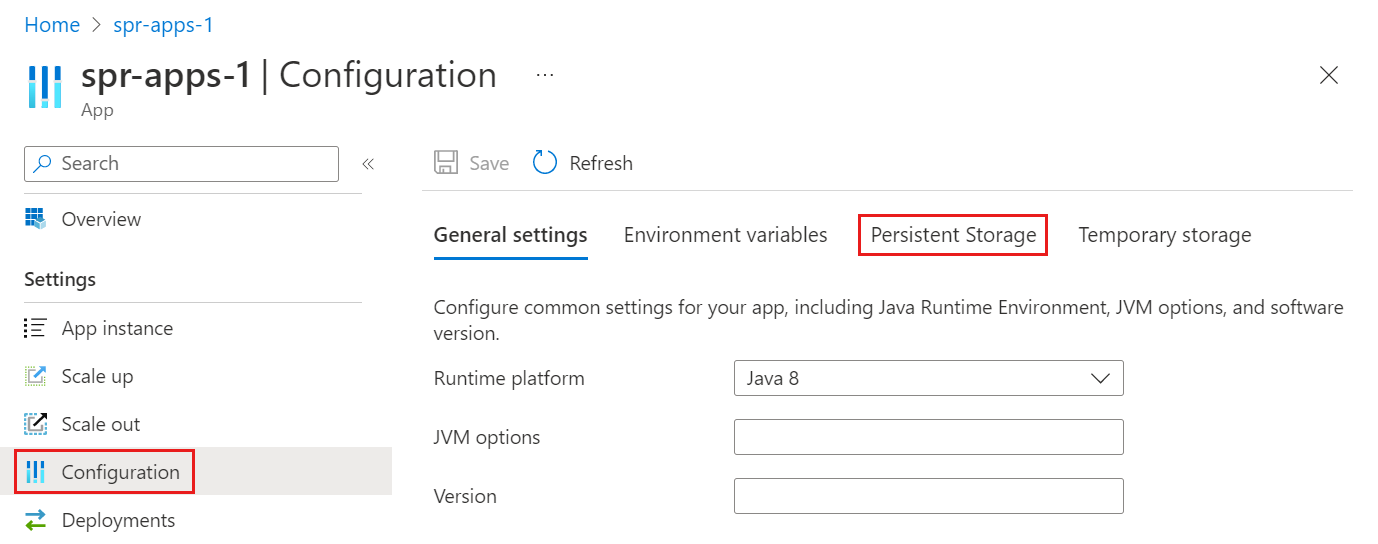 Home > spr-apps-1
spr-apps-1 | Configuration ...
App
Search «
Overview
Settings
App instance
Scale up
Scale out
Configuration
Deployments
Save Refresh
General settings Environment variables Persistent Storage Temporary storage
Configure common settings for your app, including Java Runtime Environment, JVM options, and software
version.
Runtime platform Java 8
JVM options
Version